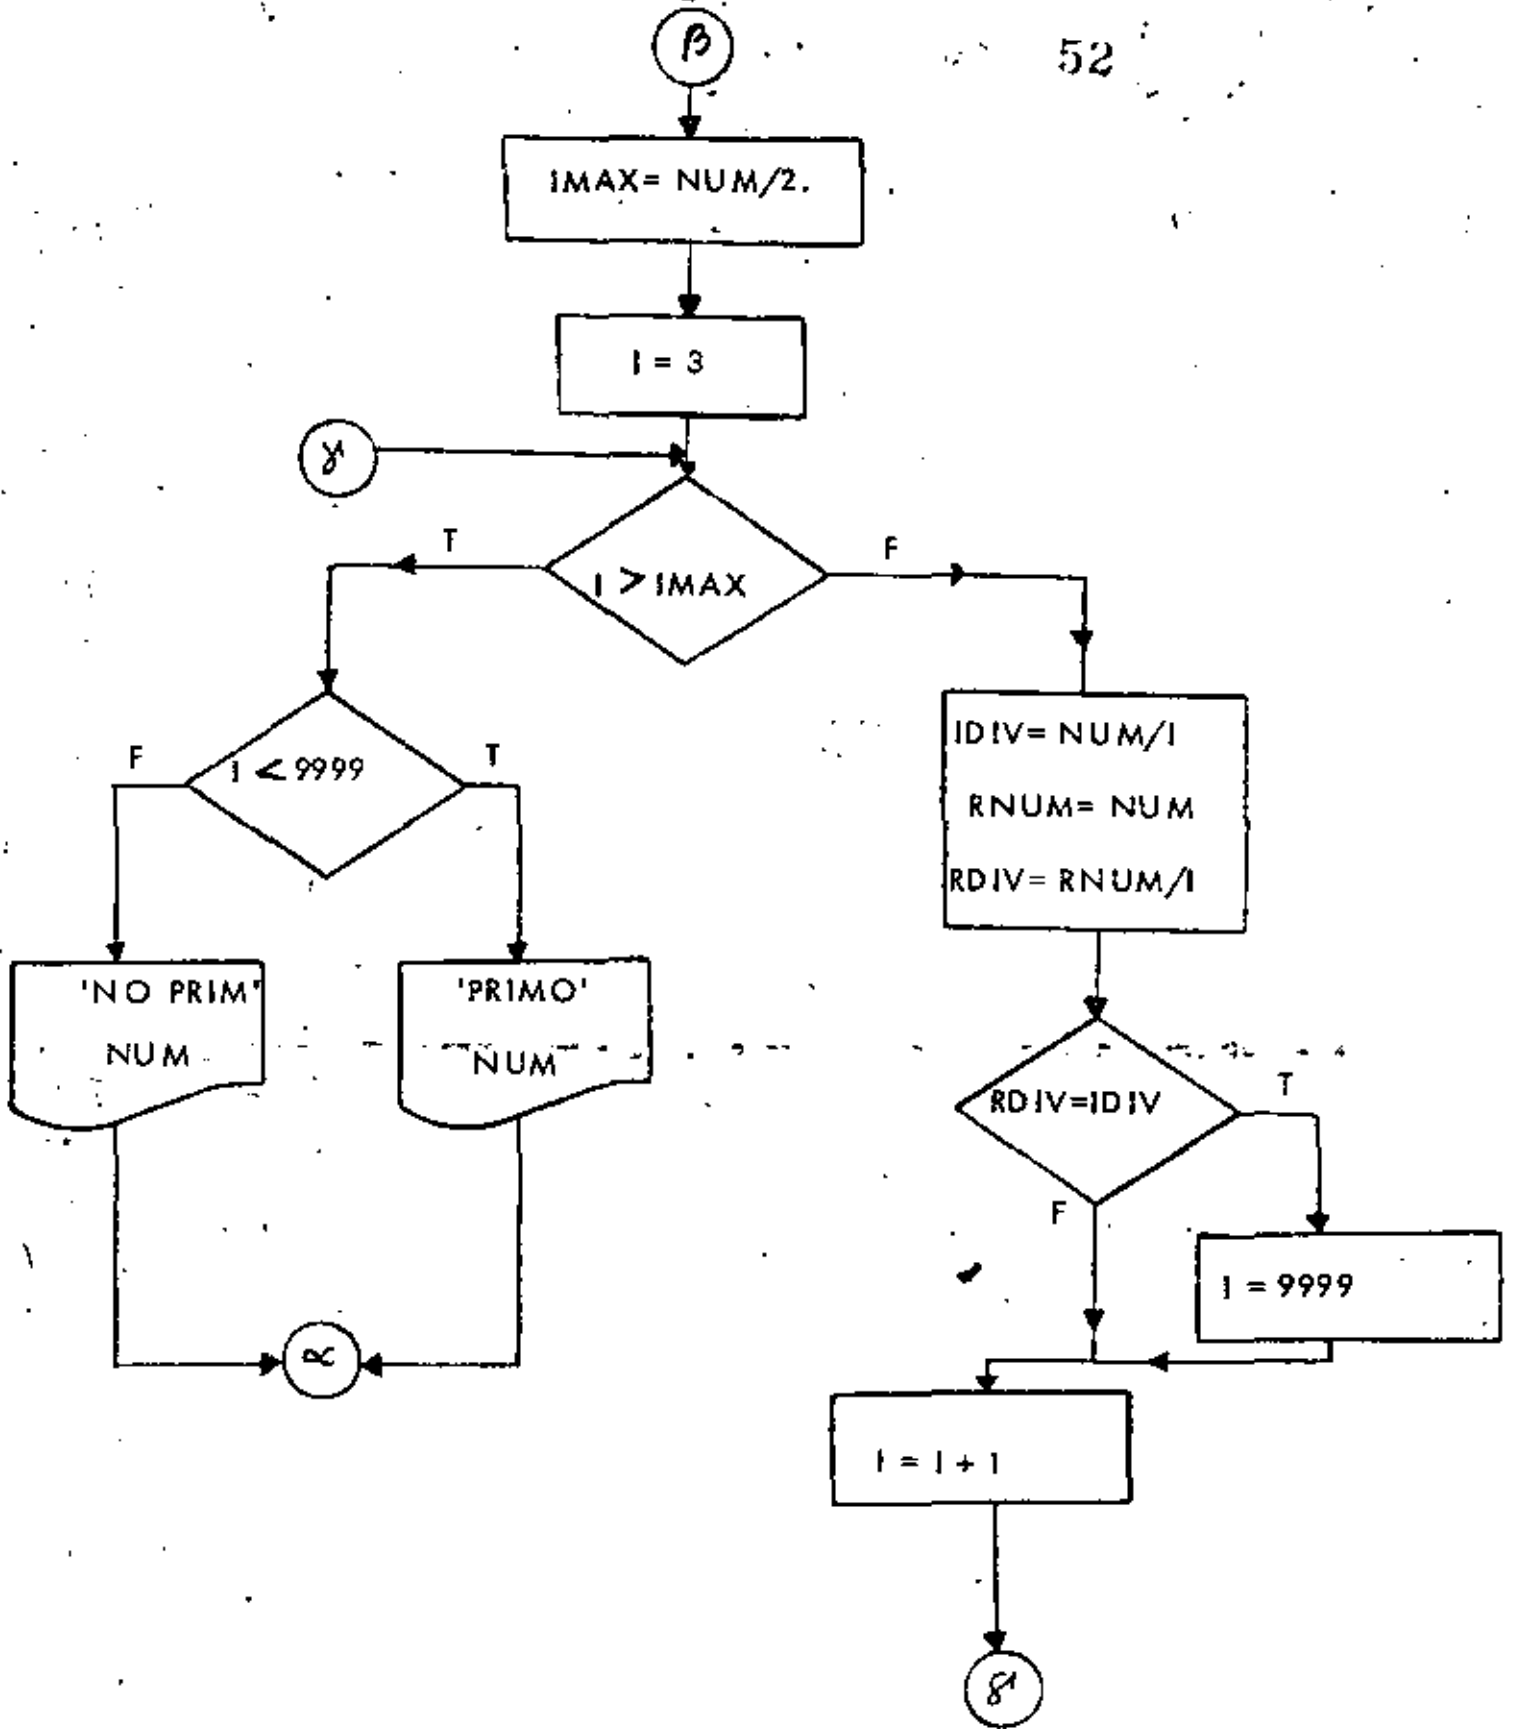 β
52
IMAX= NUM/2.
I = 3
γ
T
F
I > IMAX
F
I < 9999
T
IDIV= NUM/I
RNUM= NUM
RDIV= RNUM/I
'NO PRIM'
NUM
'PRIMO'
NUM
RDIV=IDIV
T
F
I = 9999
∝
I = I + 1
γ